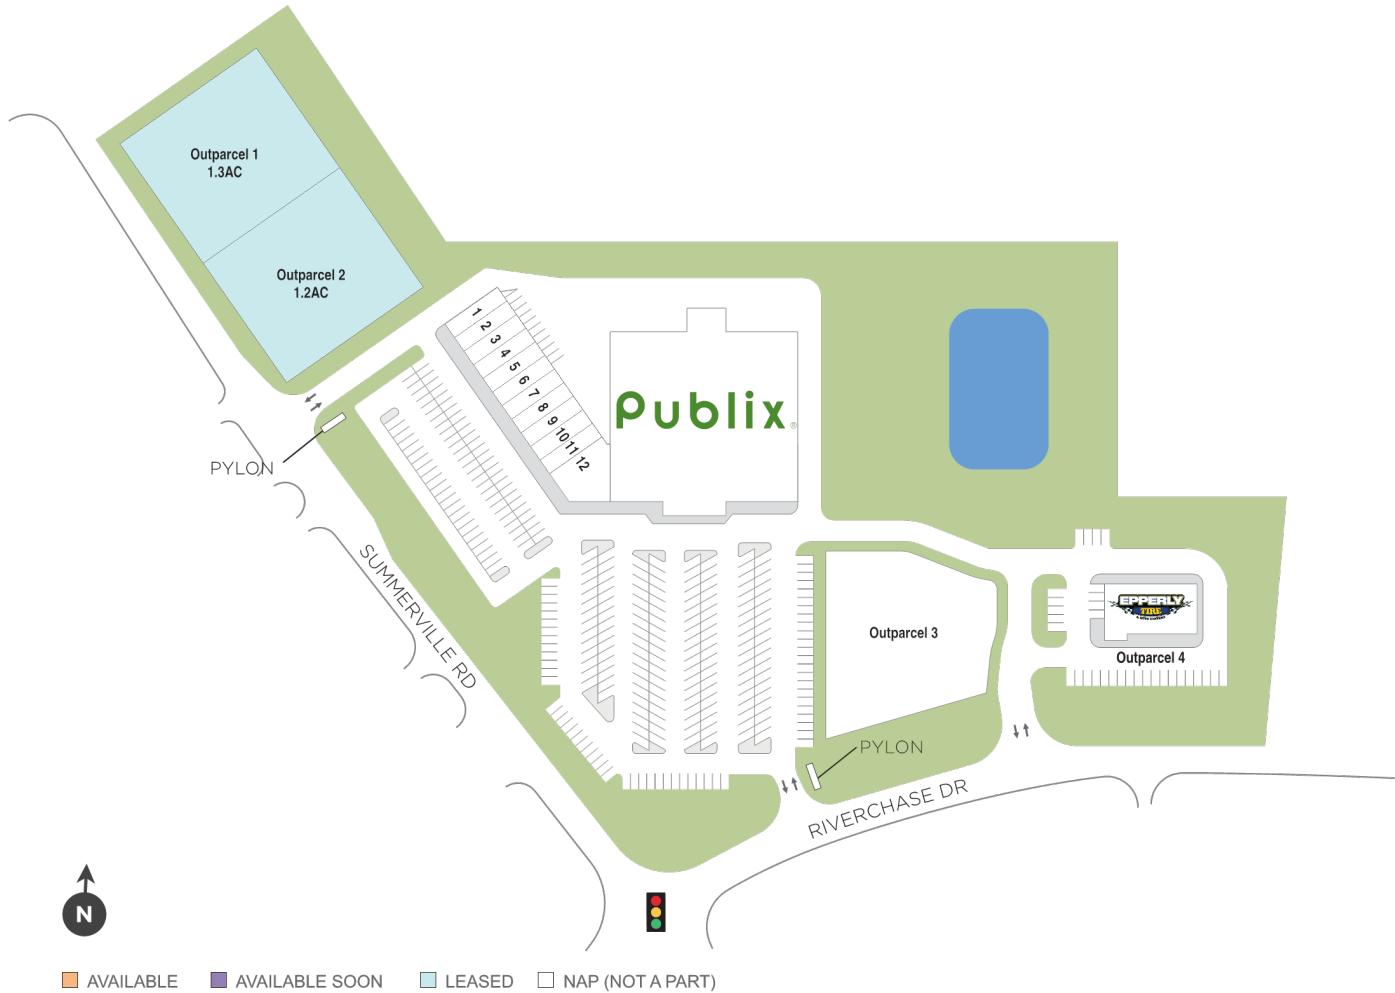 Outparcel 1
1.3AC
Outparcel 2
1.2AC
1
2
3
4
5
6
7
8
9
10
11
12
Publix
®
PYLON
SUMMERVILLE RD
EPPERLY
TIRE
Outparcel 3
Outparcel 4
PYLON
RIVERCHASE DR
N
AVAILABLE
AVAILABLE SOON
LEASED
NAP (NOT A PART)